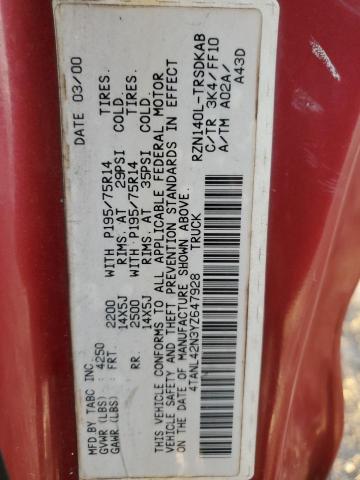 MFD.BY TABC INC DATE 03/00
GVWR (LBS) : 4250
GAWR (LBS) : FRT. 2200 WITH P195/75R14 TIRES.
14X5J RIMS. AT 29PSI COLD.
RR. 2500 WITH P195/75R14 TIRES.
14X5J RIMS. AT 35PSI COLD.
THIS VEHICLE CONFORMS TO ALL APPLICABLE FEDERAL MOTOR
VEHICLE SAFETY AND THEFT PREVENTION STANDARDS IN EFFECT
ON THE DATE OF MANUFACTURE SHOWN ABOVE.
4TANL42N3YZ647928 TRUCK
RZN140L-TRSDKAB
C/TR 3K4/FF10
A/TM A02A/
A43D